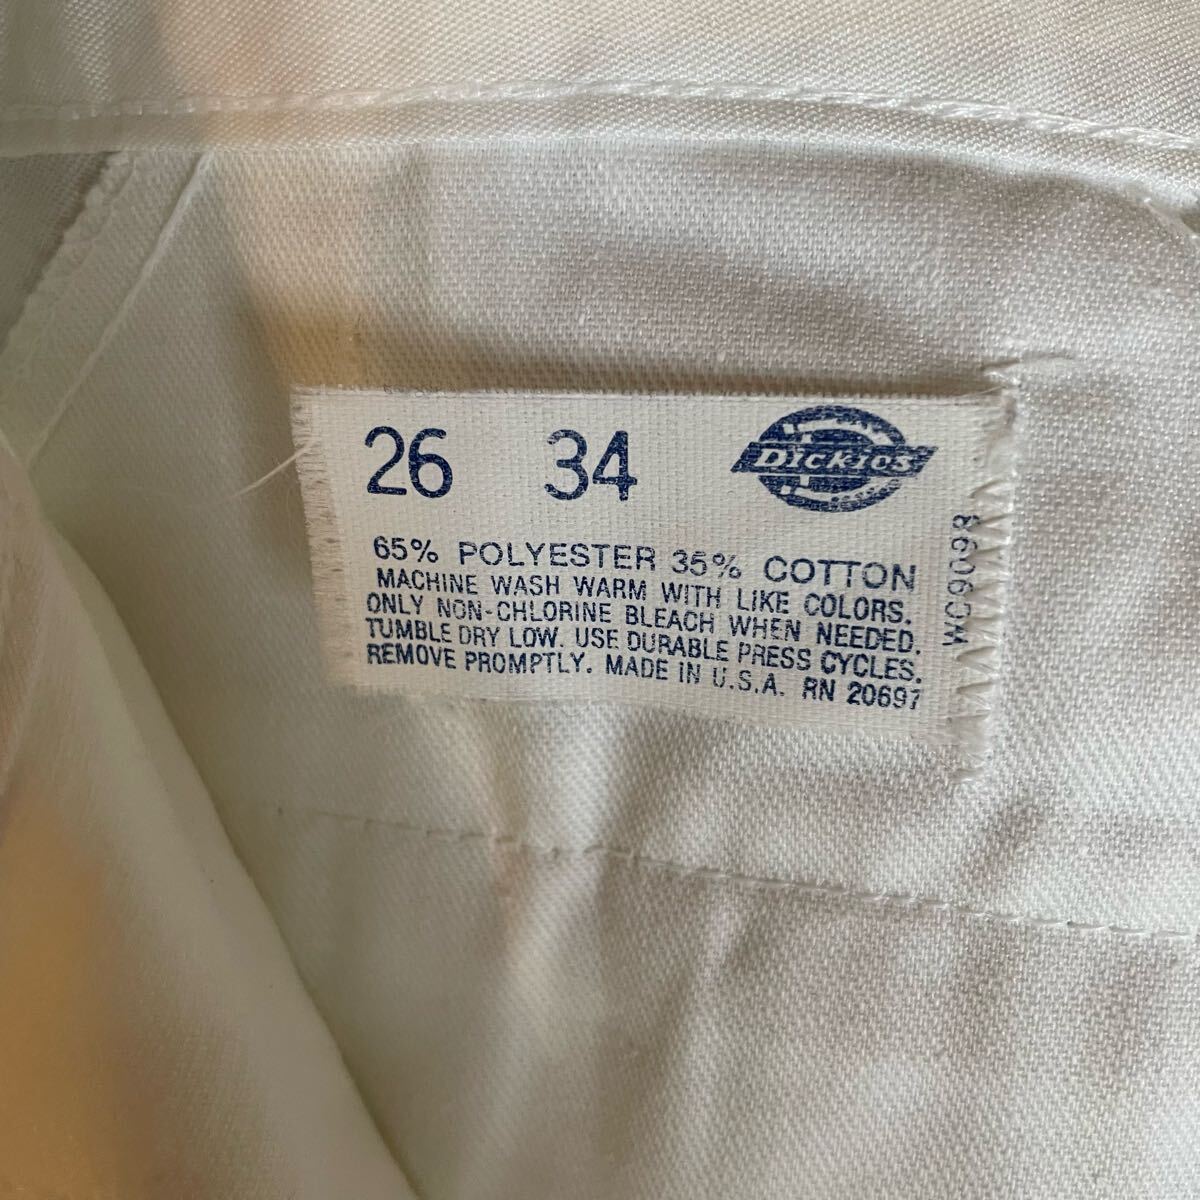 26 34 DICKIES
65% POLYESTER 35% COTTON
MACHINE WASH WARM WITH LIKE COLORS.
ONLY NON-CHLORINE BLEACH WHEN NEEDED.
TUMBLE DRY LOW. USE DURABLE PRESS CYCLES.
REMOVE PROMPTLY. MADE IN U.S.A. RN 20697
WC6098